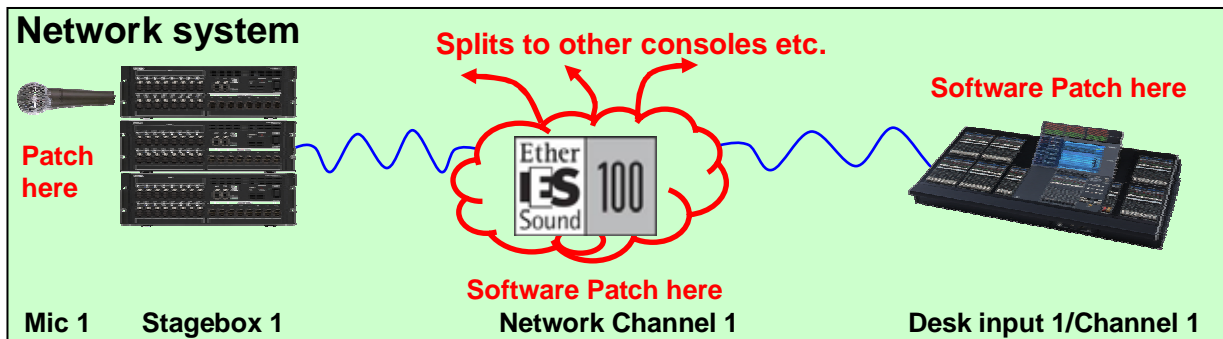 Network system
Splits to other consoles etc.
Software Patch here
Patch
here
Ether
ES
Sound
100
Software Patch here
Mic 1
Stagebox 1
Network Channel 1
Desk input 1/Channel 1